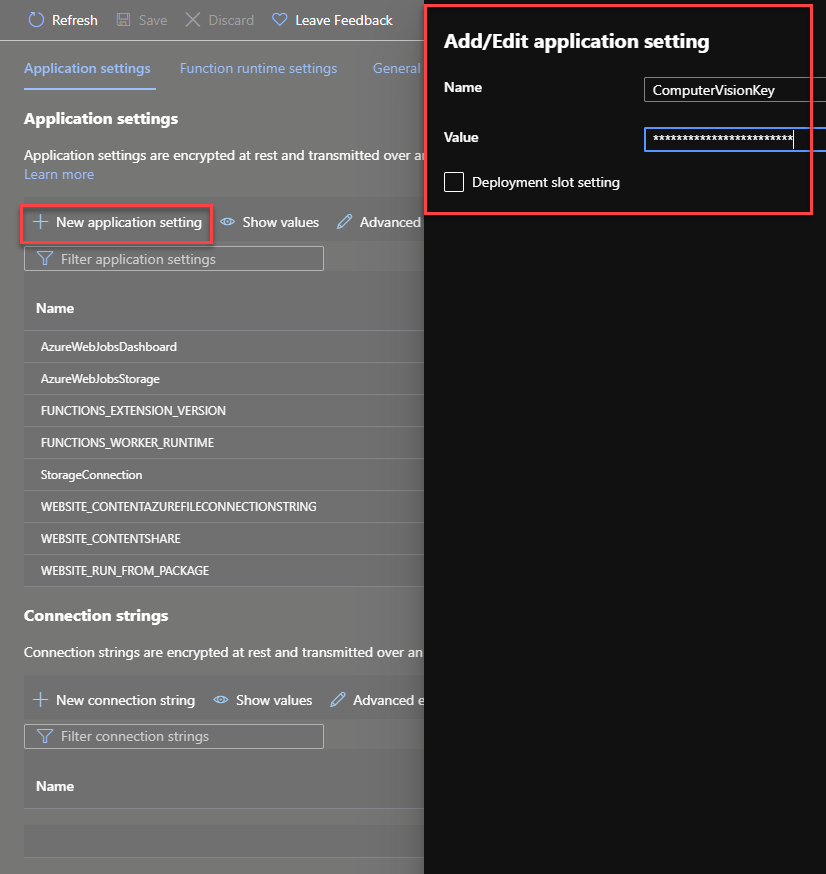 Refresh Save Discard Leave Feedback
Application settings Function runtime settings General
Application settings
Application settings are encrypted at rest and transmitted over an
Learn more
New application setting Show values Advanced
Filter application settings
Name
AzureWebJobsDashboard
AzureWebJobsStorage
FUNCTIONS_EXTENSION_VERSION
FUNCTIONS_WORKER_RUNTIME
StorageConnection
WEBSITE_CONTENTAZUREFILECONNECTIONSTRING
WEBSITE_CONTENTSHARE
WEBSITE_RUN_FROM_PACKAGE
Connection strings
Connection strings are encrypted at rest and transmitted over an
New connection string Show values Advanced e
Filter connection strings
Name
Add/Edit application setting
Name ComputerVisionKey
Value ************************
Deployment slot setting